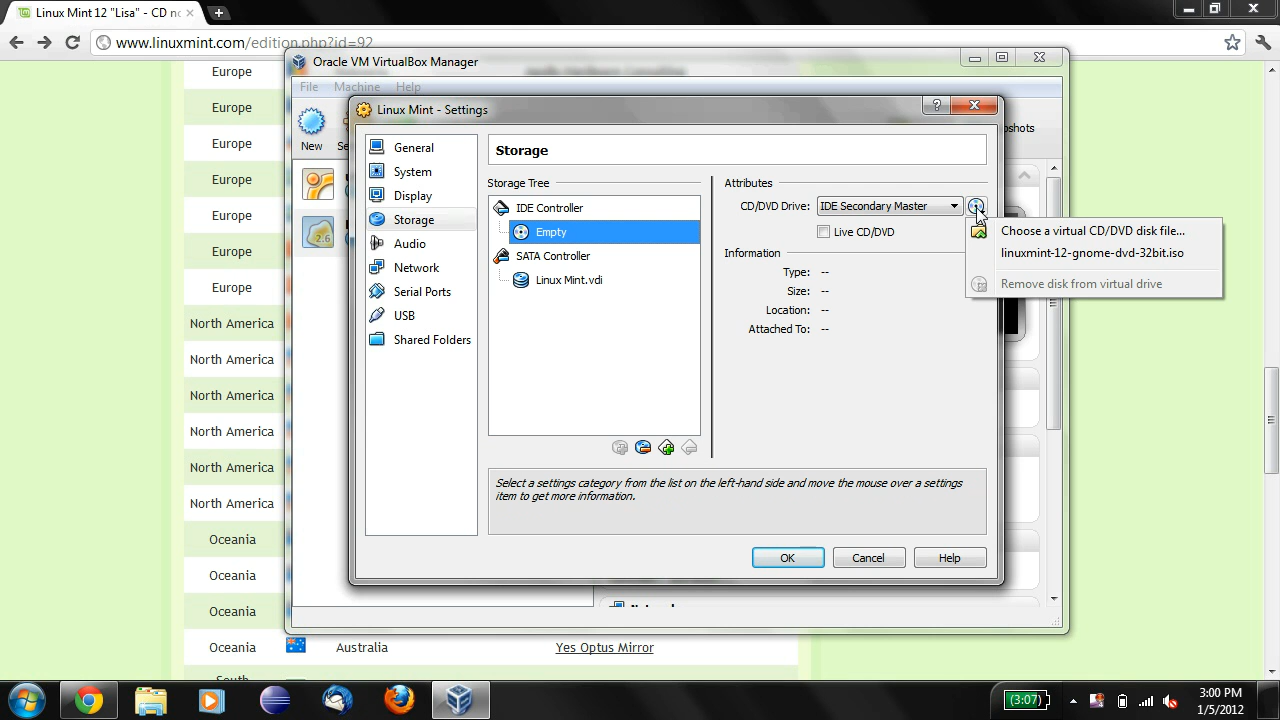 Linux Mint 12 "Lisa" - CD no
www.linuxmint.com/edition.php?id=92
Europe
Oracle VM VirtualBox Manager
File Machine Help
Europe
Linux Mint - Settings
New
shots
Europe
General
System
Display
Storage
Audio
Network
Serial Ports
USB
Shared Folders
Storage
Storage Tree
IDE Controller
Empty
SATA Controller
Linux Mint.vdi
Attributes
CD/DVD Drive: IDE Secondary Master
Live CD/DVD
Information
Type: --
Size: --
Location: --
Attached To: --
Choose a virtual CD/DVD disk file...
linuxmint-12-gnome-dvd-32bit.iso
Remove disk from virtual drive
Select a settings category from the list on the left-hand side and move the mouse over a settings
item to get more information.
OK Cancel Help
2.6
Europe
Europe
Europe
Europe
North America
North America
North America
North America
North America
North America
Oceania
Oceania
Oceania
Oceania Australia Yes Optus Mirror
South
(3:07)
3:00 PM
1/5/2012